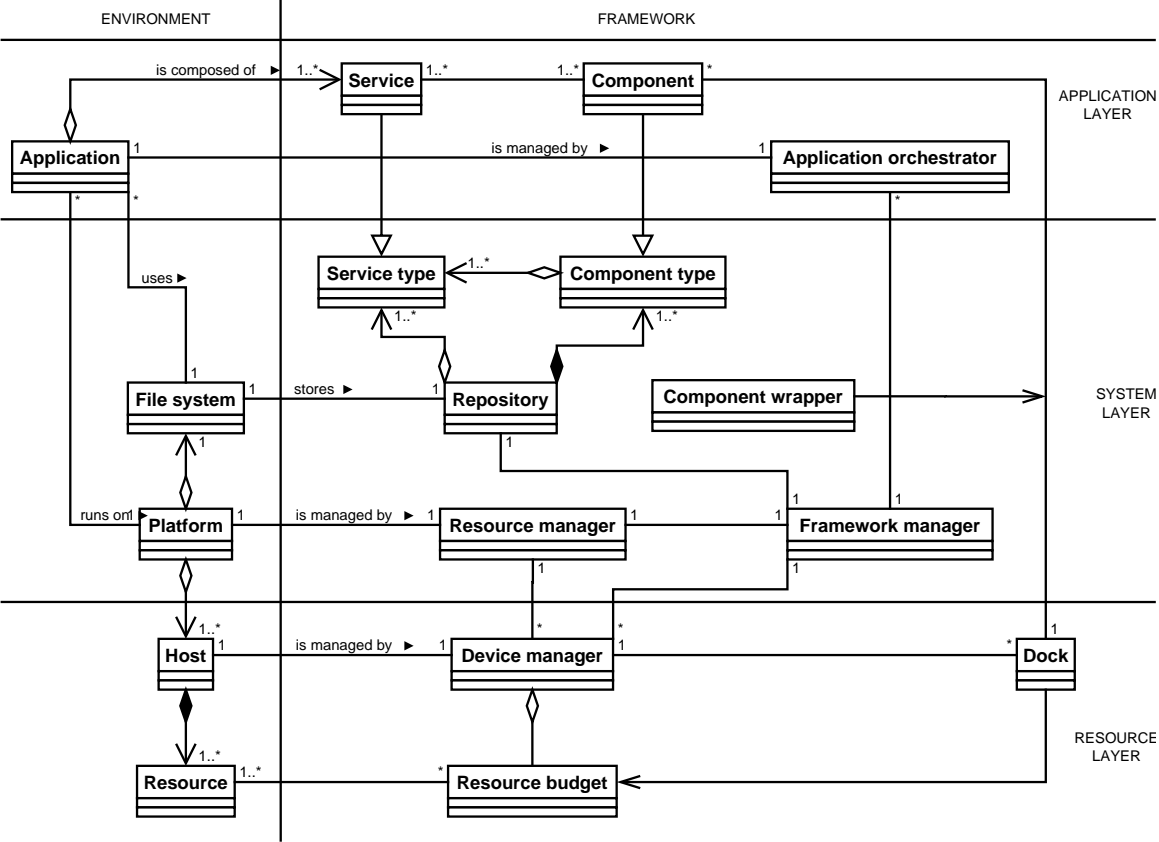 ENVIRONMENT
FRAMEWORK
is composed of ►
1..*
Service
1..*
1..*
Component
*
APPLICATION
LAYER
Application
1
is managed by ►
1
Application orchestrator
*
*
*
Service type
1..*
Component type
uses ►
1..*
1..*
1
File system
1
stores ►
1
Repository
Component wrapper
SYSTEM
LAYER
1
1
1
1
runs on ►
1
Platform
1
is managed by ►
1
Resource manager
1
1
Framework manager
1
1
1..*
*
*
1
Host
1
is managed by ►
1
Device manager
1
*
Dock
1..*
RESOURCE
LAYER
Resource
1..*
*
Resource budget